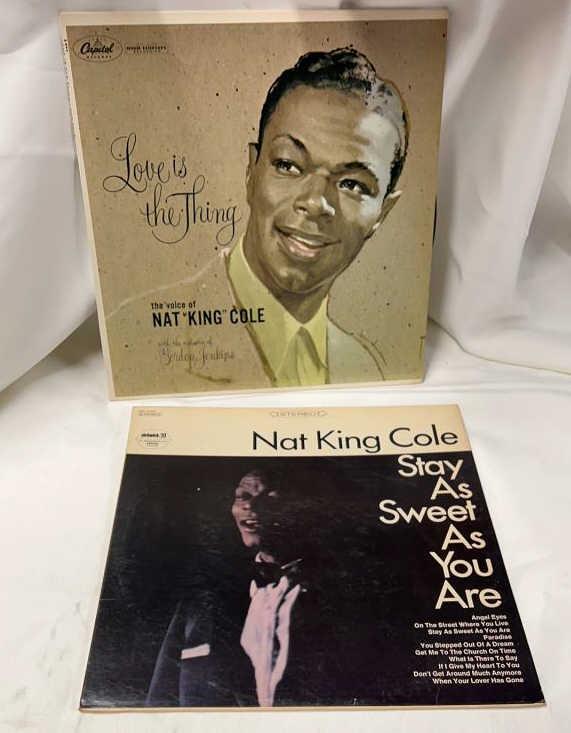 Capitol
RECORDS
Love is
the Thing
the voice of
NAT "KING" COLE
with the orchestra of
Gordon Jenkins
STEREO
Nat King Cole
Stay
As
Sweet
As
You
Are
Angel Eyes
On The Street Where You Live
Stay As Sweet As You Are
Paradise
You Stepped Out Of A Dream
Get Me To The Church On Time
What Is There To Say
If I Give My Heart To You
Don't Get Around Much Anymore
When Your Lover Has Gone